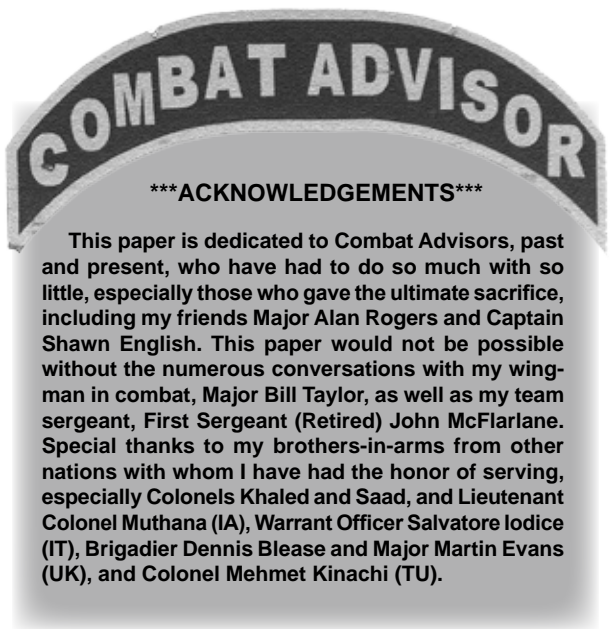 COMBAT ADVISOR
***ACKNOWLEDGEMENTS***
This paper is dedicated to Combat Advisors, past
and present, who have had to do so much with so
little, especially those who gave the ultimate sacrifice,
including my friends Major Alan Rogers and Captain
Shawn English. This paper would not be possible
without the numerous conversations with my wing-
man in combat, Major Bill Taylor, as well as my team
sergeant, First Sergeant (Retired) John McFlarlane.
Special thanks to my brothers-in-arms from other
nations with whom I have had the honor of serving,
especially Colonels Khaled and Saad, and Lieutenant
Colonel Muthana (IA), Warrant Officer Salvatore Iodice
(IT), Brigadier Dennis Blease and Major Martin Evans
(UK), and Colonel Mehmet Kinachi (TU).